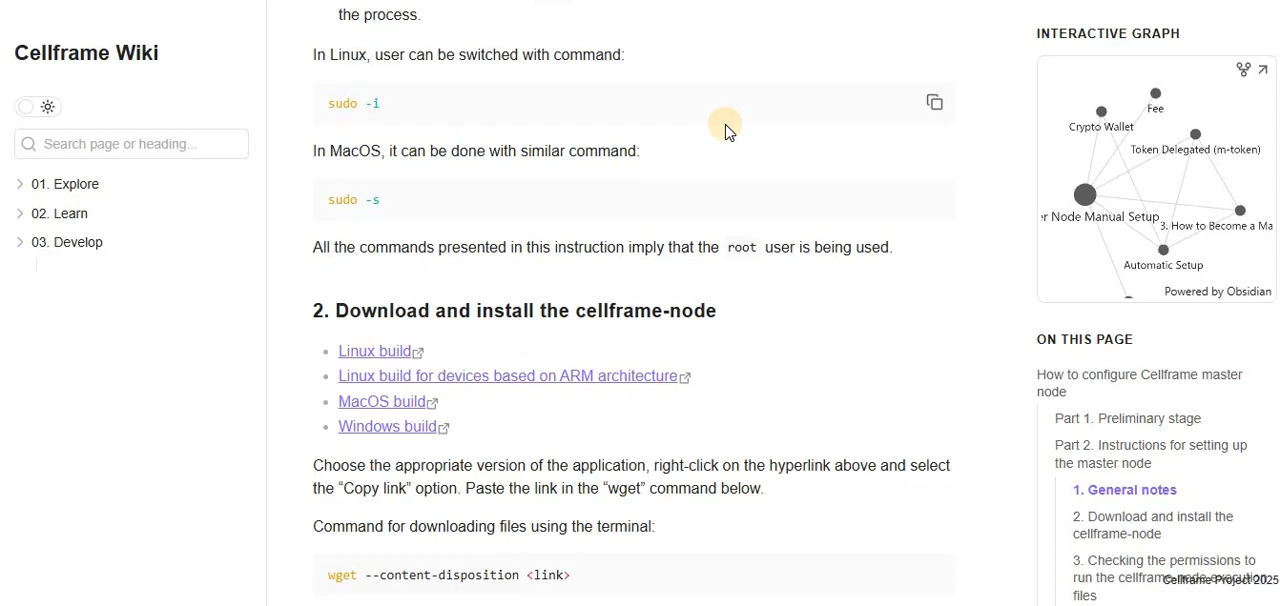 Cellframe Wiki
Search page or heading...
01. Explore
02. Learn
03. Develop
the process.
In Linux, user can be switched with command:
sudo -i
In MacOS, it can be done with similar command:
sudo -s
All the commands presented in this instruction imply that the root user is being used.
2. Download and install the cellframe-node
Linux build
Linux build for devices based on ARM architecture
MacOS build
Windows build
Choose the appropriate version of the application, right-click on the hyperlink above and select
the “Copy link” option. Paste the link in the “wget” command below.
Command for downloading files using the terminal:
wget --content-disposition <link>
INTERACTIVE GRAPH
Fee
Crypto Wallet
Token Delegated (m-token)
er Node Manual Setup
3. How to Become a Ma
Automatic Setup
Powered by Obsidian
ON THIS PAGE
How to configure Cellframe master
node
Part 1. Preliminary stage
Part 2. Instructions for setting up
the master node
1. General notes
2. Download and install the
cellframe-node
3. Checking the permissions to
run the cellframe-node execution
files
Cellframe Project 2025